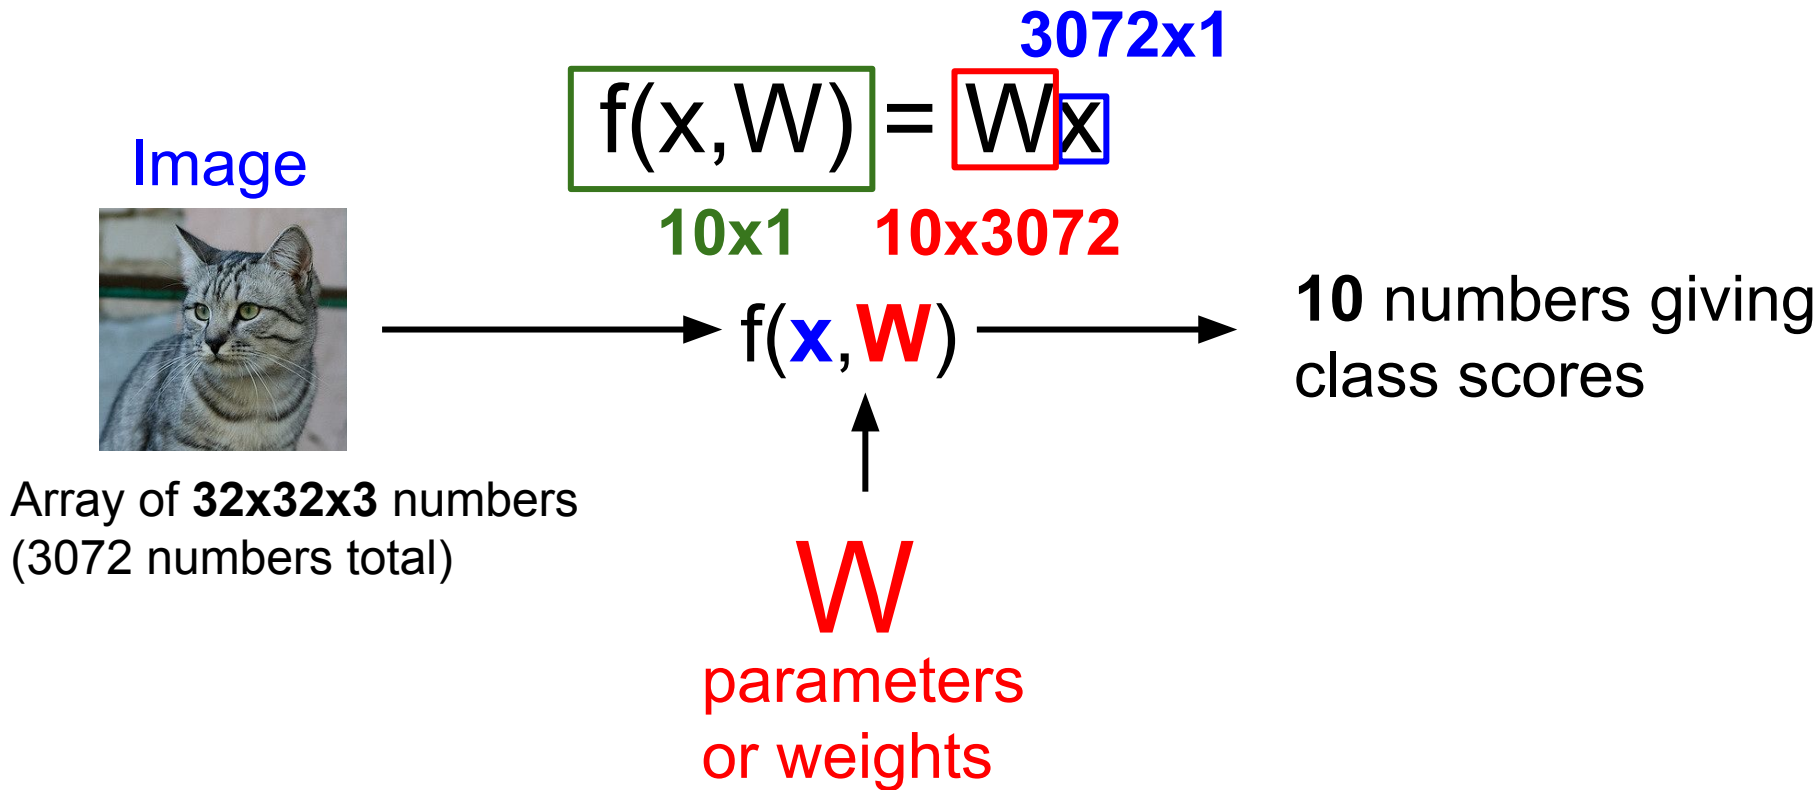 3072x1
f(x,W) = Wx
Image
10x1 10x3072
f(x,W)
10 numbers giving
class scores
Array of 32x32x3 numbers
(3072 numbers total)
W
parameters
or weights